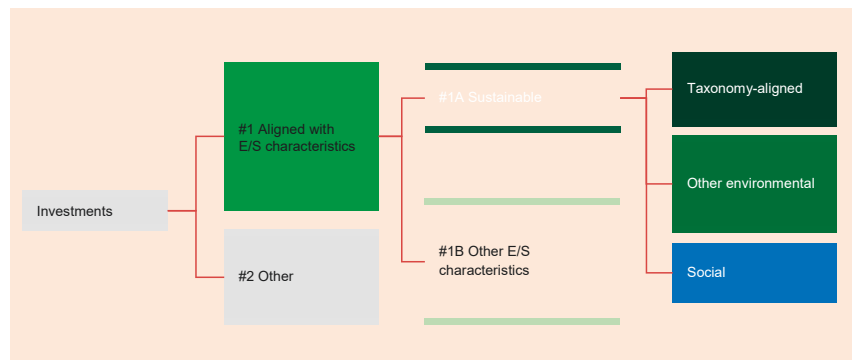 Investments
#1 Aligned with
E/S characteristics
#2 Other
#1A Sustainable
#1B Other E/S
characteristics
Taxonomy-aligned
Other environmental
Social